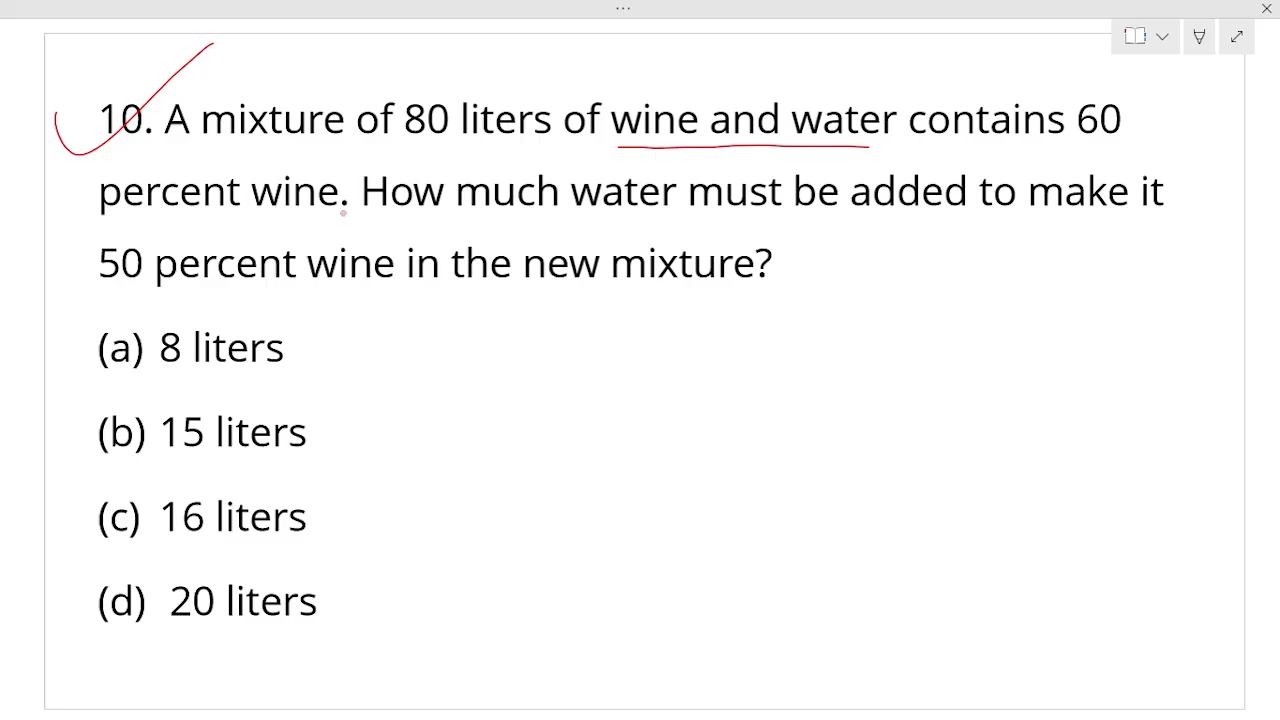 10. A mixture of 80 liters of wine and water contains 60
percent wine. How much water must be added to make it
50 percent wine in the new mixture?
(a) 8 liters
(b) 15 liters
(c) 16 liters
(d) 20 liters